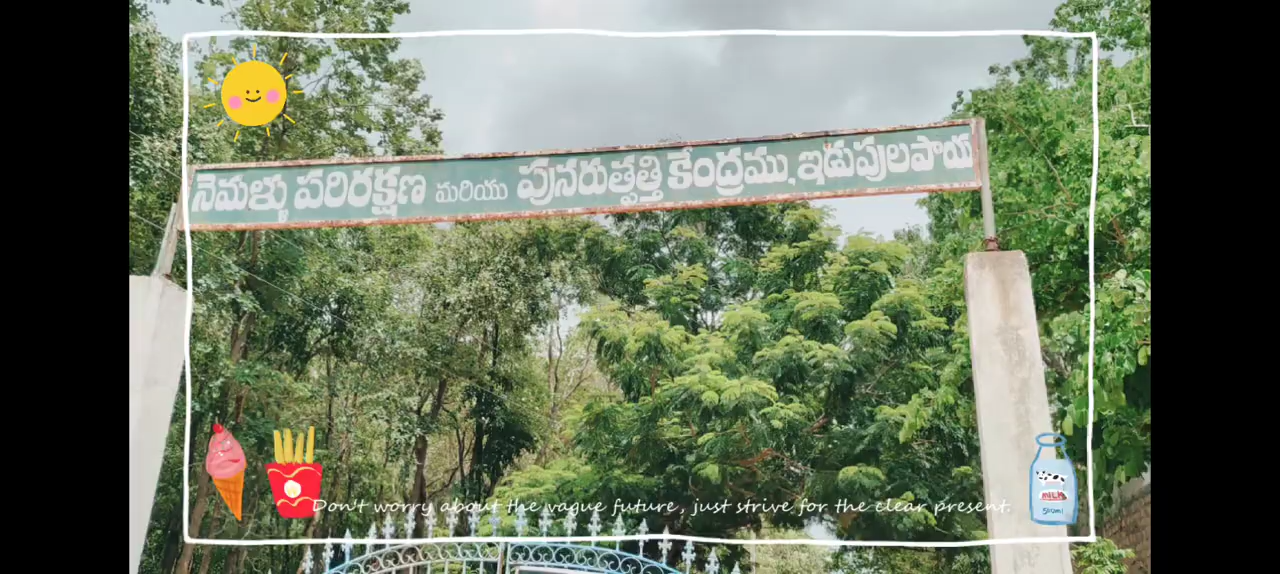 నెమళ్ళు పరిరక్షణ మరియు పునరుత్పత్తి కేంద్రము, ఇడుపులపాయ
Don't worry about the vague future, just strive for the clear present.
MILK
500ml